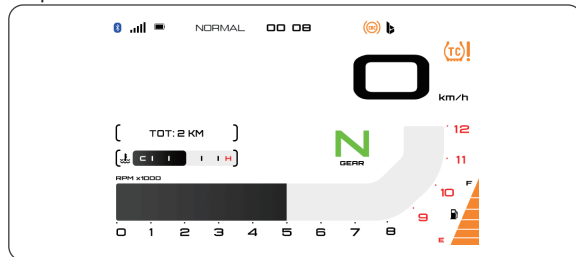 NORMAL 00 08 (ABS)
(TC)!
0
km/h
TOT: 2 KM
N
GEAR
C H
RPM x1000
0 1 2 3 4 5 6 7 8 9 10 11 12
F
E